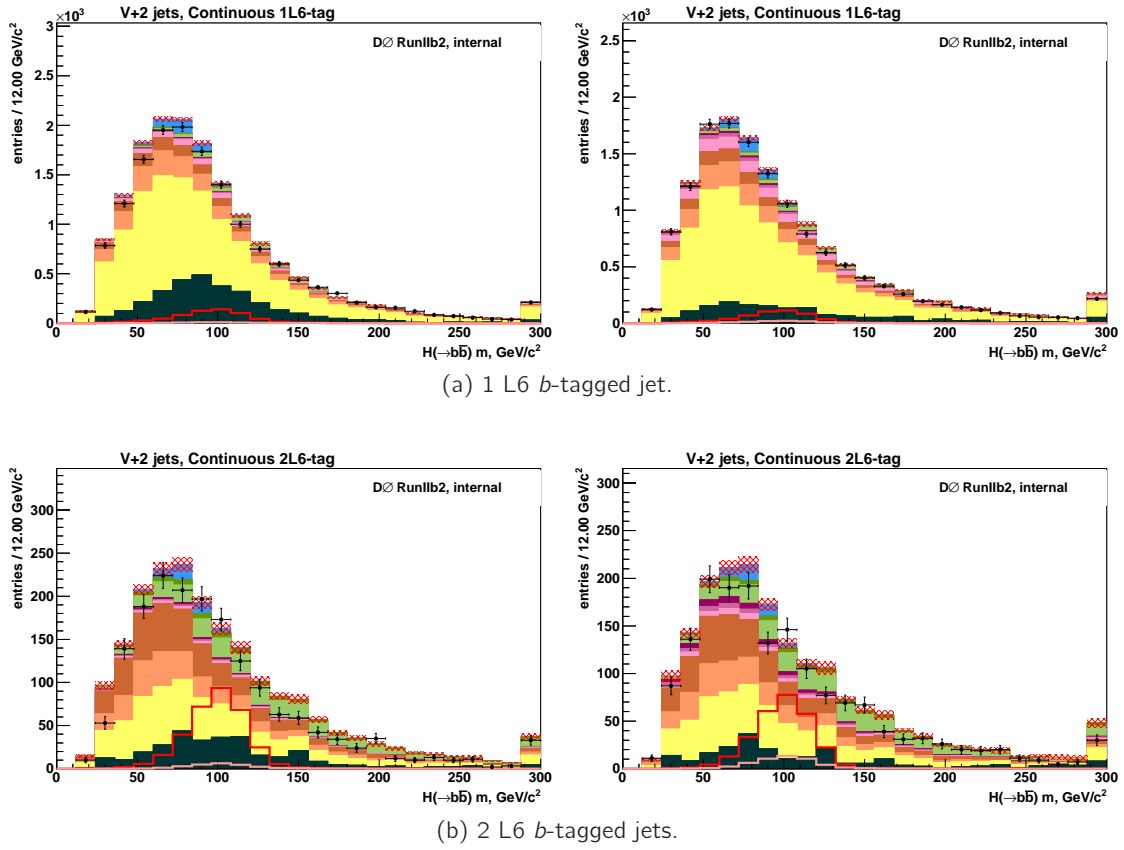 V+2 jets, Continuous 1L6-tag
×10³
entries / 12.00 GeV/c²
DØ RunIIb2, internal
3
2.5
2
1.5
1
0.5
0
0 50 100 150 200 250 300
H(→bb̅) m, GeV/c²
V+2 jets, Continuous 1L6-tag
×10³
entries / 12.00 GeV/c²
DØ RunIIb2, internal
2.5
2
1.5
1
0.5
0
0 50 100 150 200 250 300
H(→bb̅) m, GeV/c²
(a) 1 L6 b-tagged jet.
V+2 jets, Continuous 2L6-tag
entries / 12.00 GeV/c²
DØ RunIIb2, internal
300
250
200
150
100
50
0
0 50 100 150 200 250 300
H(→bb̅) m, GeV/c²
V+2 jets, Continuous 2L6-tag
entries / 12.00 GeV/c²
DØ RunIIb2, internal
300
250
200
150
100
50
0
0 50 100 150 200 250 300
H(→bb̅) m, GeV/c²
(b) 2 L6 b-tagged jets.